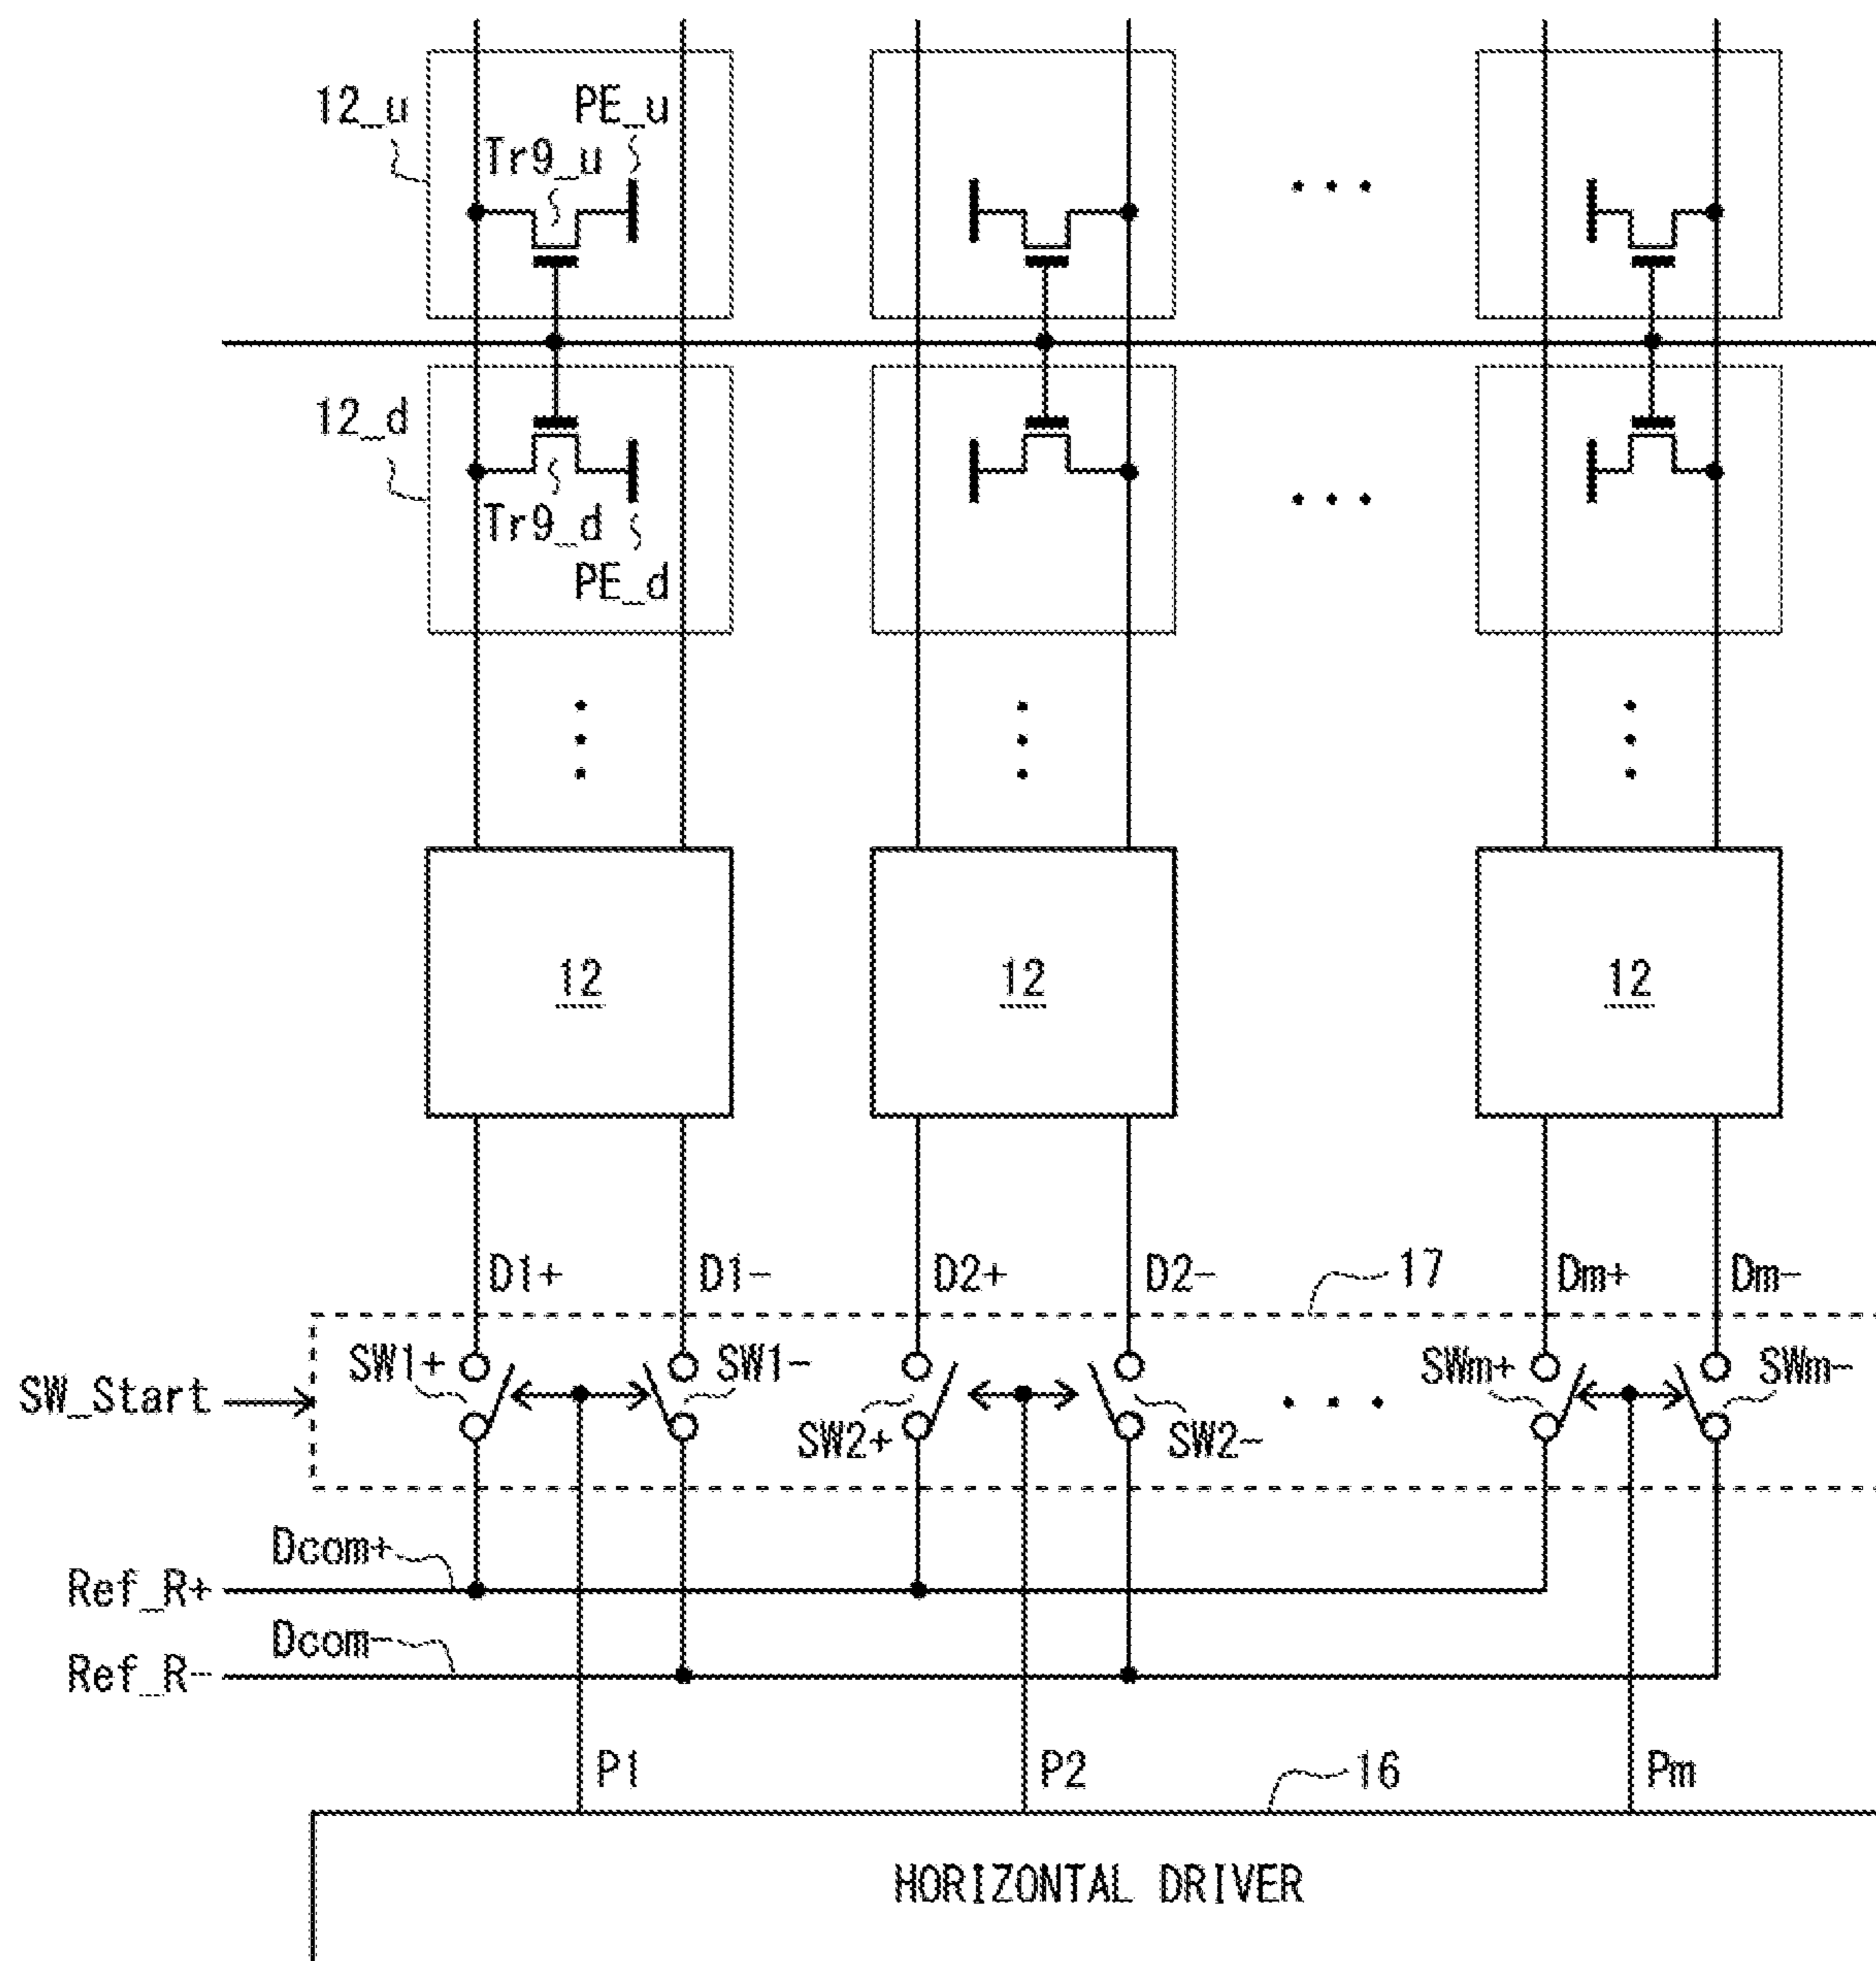 12_u
PE_u
Tr9_u
12_d
Tr9_d
PE_d
12
12
12
D1+
D1-
D2+
D2-
17
Dm+
Dm-
SW_Start
SW1+
SW1-
SW2+
SW2-
SWm+
SWm-
Dcom+
Ref_R+
Dcom-
Ref_R-
P1
P2
16
Pm
HORIZONTAL DRIVER